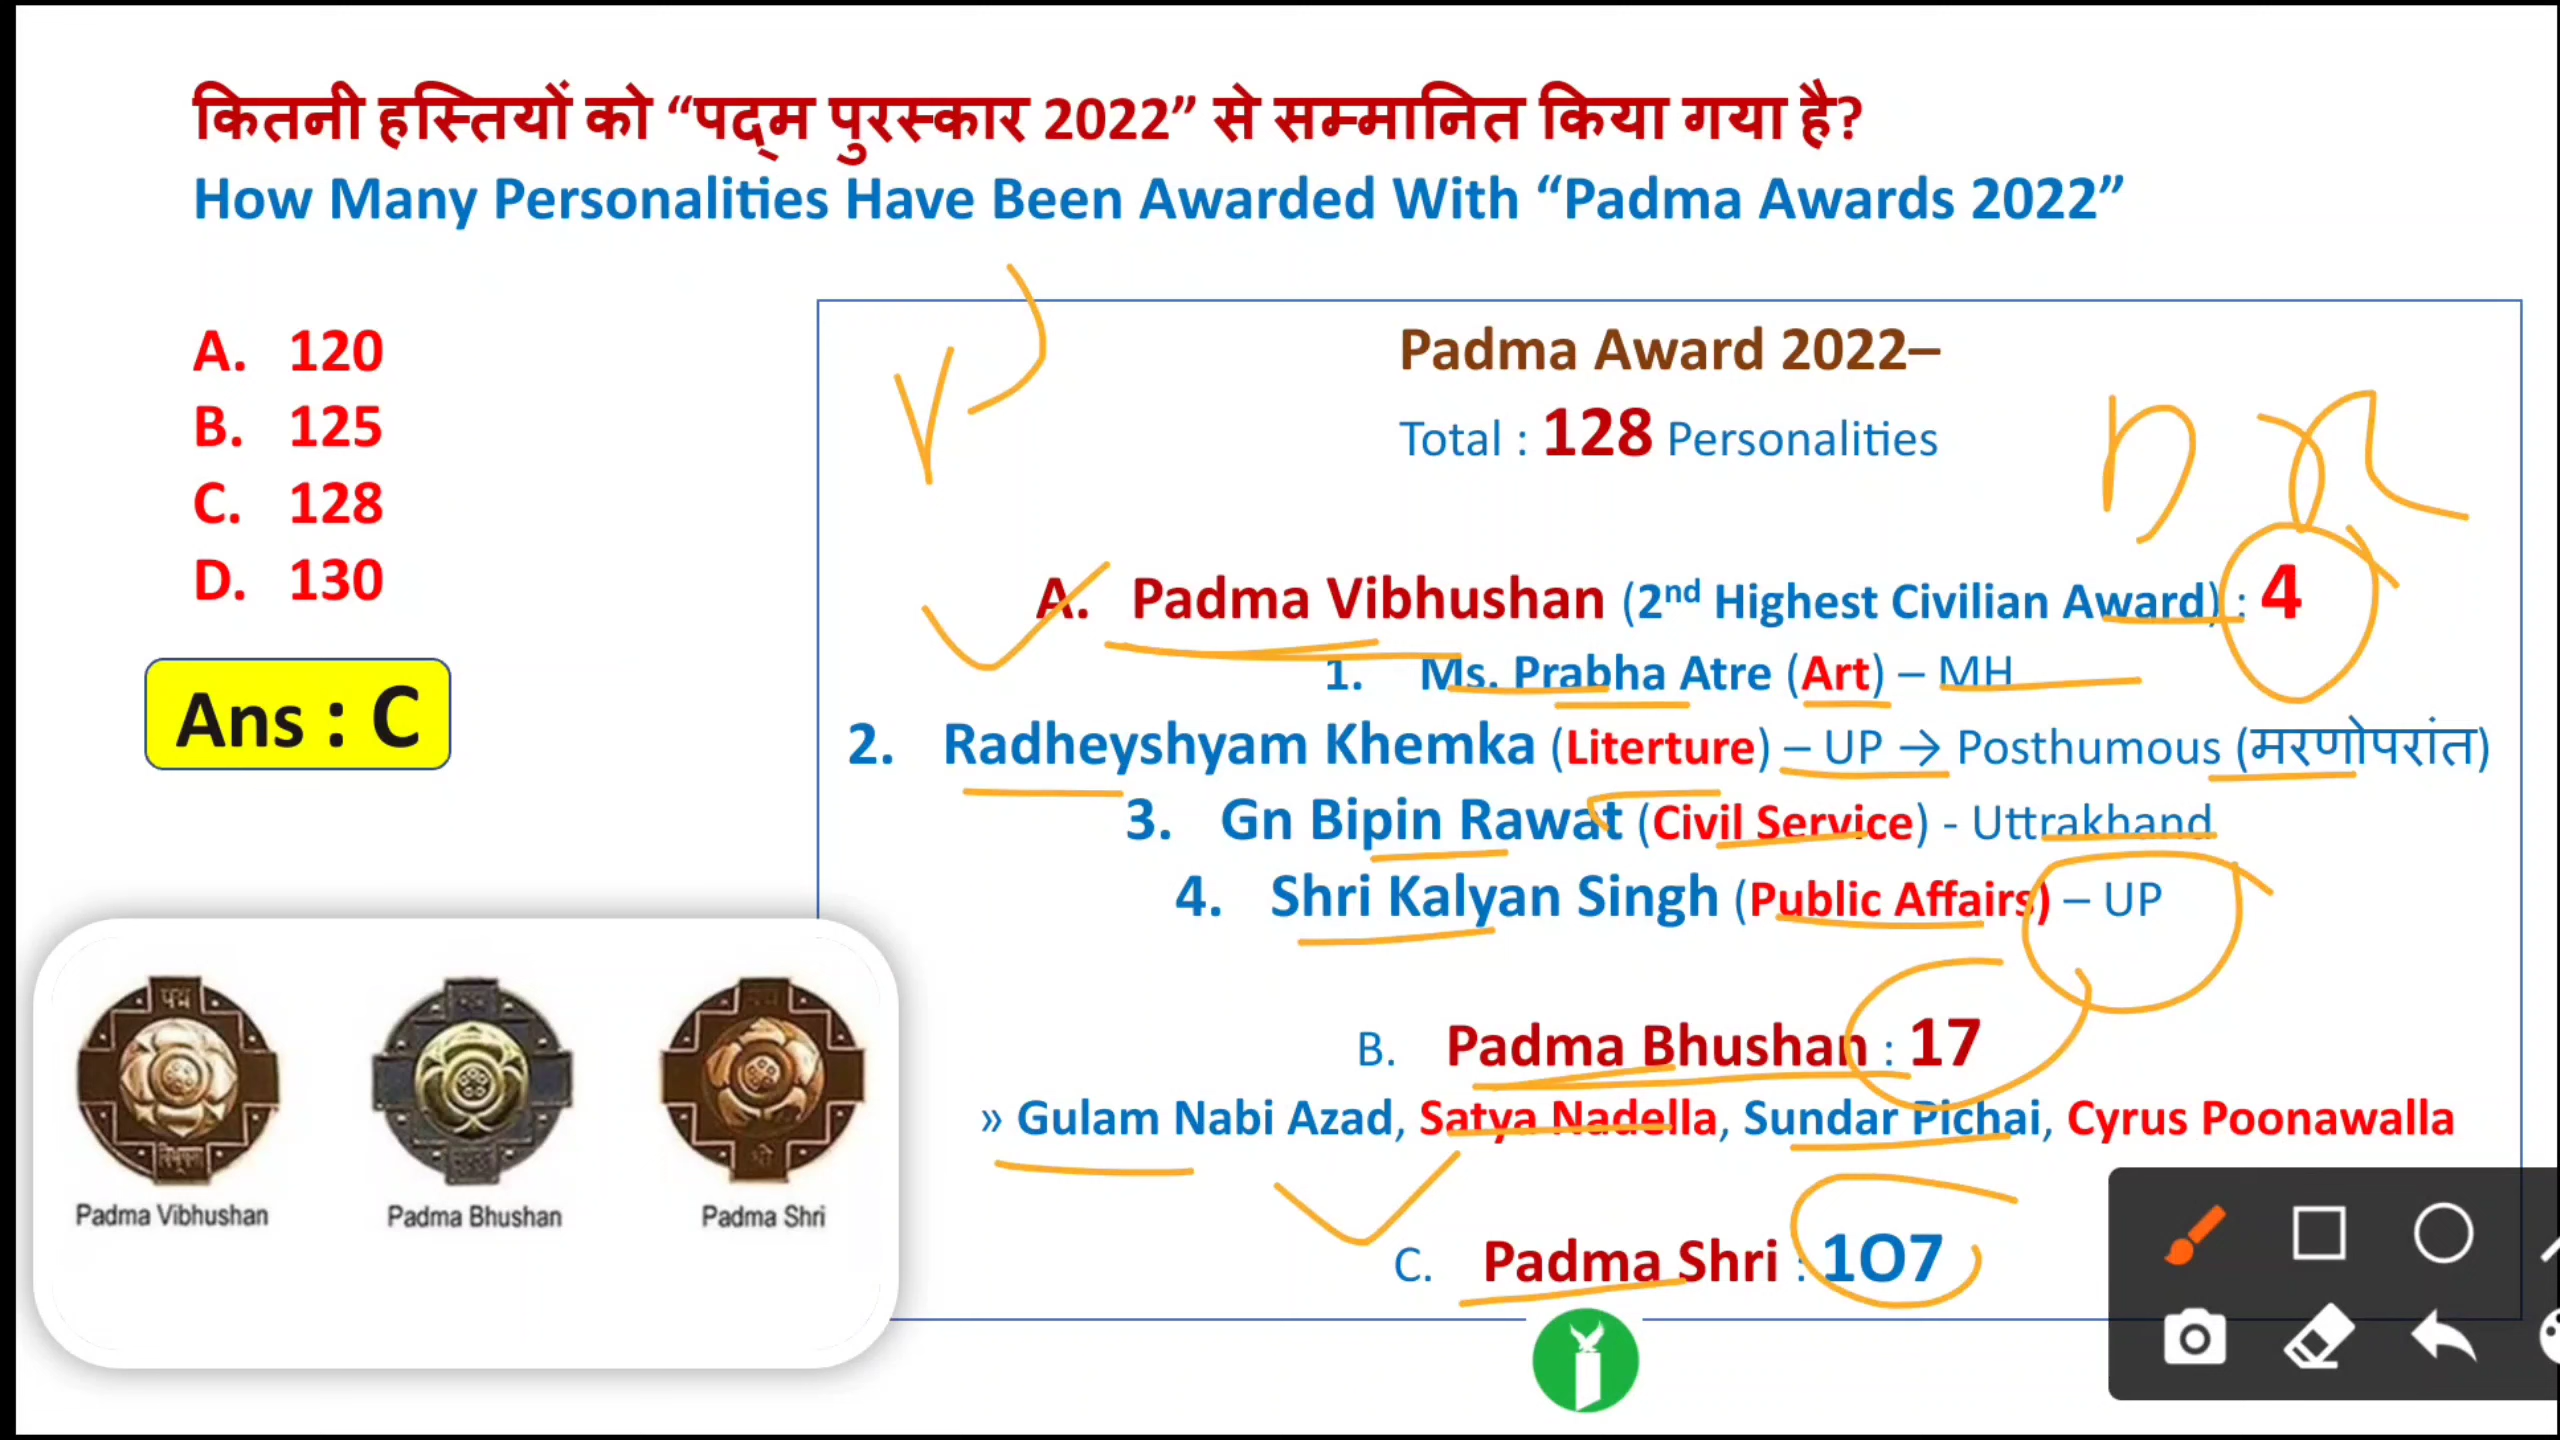 कितनी हस्तियों को “पद्म पुरस्कार 2022” से सम्मानित किया गया है?
How Many Personalities Have Been Awarded With “Padma Awards 2022”
A. 120
B. 125
C. 128
D. 130
Ans : C
Padma Award 2022–
Total : 128 Personalities
A. Padma Vibhushan (2nd Highest Civilian Award) : 4
1. Ms. Prabha Atre (Art) – MH
2. Radheyshyam Khemka (Literture) – UP → Posthumous (मरणोपरांत)
3. Gn Bipin Rawat (Civil Service) - Uttrakhand
4. Shri Kalyan Singh (Public Affairs) – UP
B. Padma Bhushan : 17
» Gulam Nabi Azad, Satya Nadella, Sundar Pichai, Cyrus Poonawalla
C. Padma Shri : 107
Padma Vibhushan
Padma Bhushan
Padma Shri